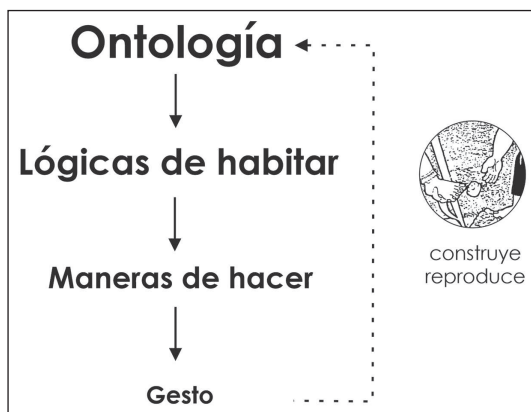 Ontología
Lógicas de habitar
Maneras de hacer
Gesto
construye
reproduce